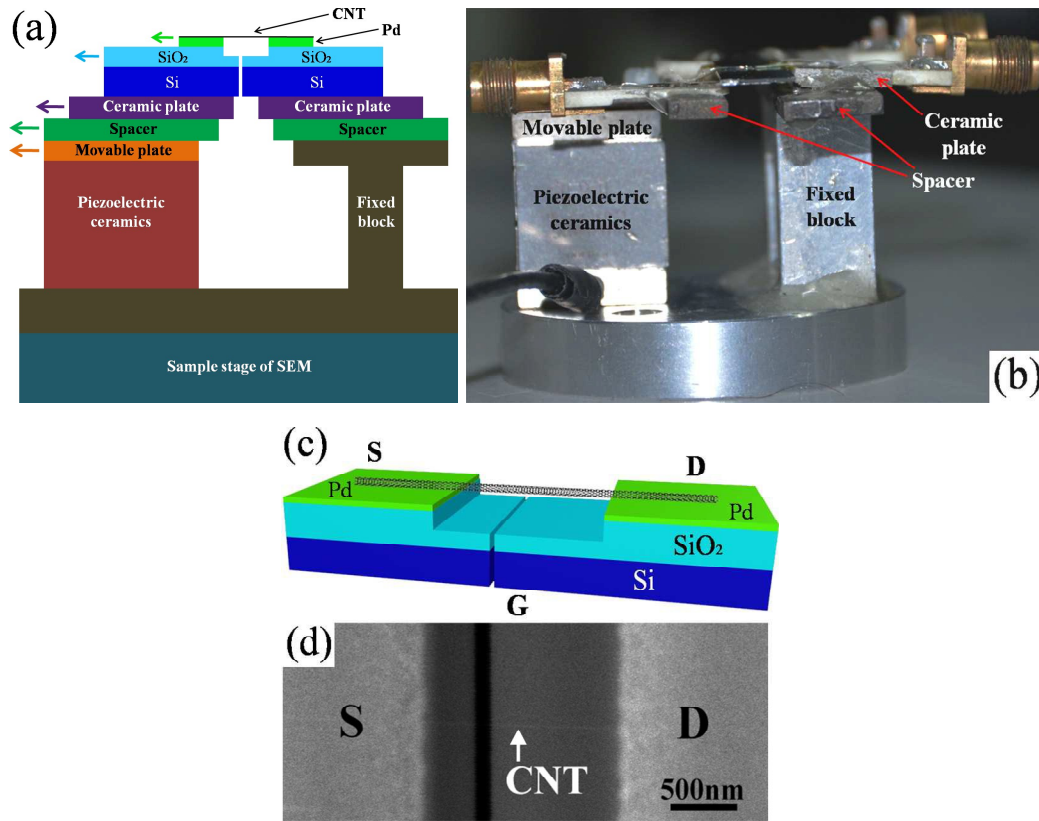 (a)
CNT
Pd
SiO2 SiO2
Si Si
Ceramic plate Ceramic plate
Spacer Spacer
Movable plate
Piezoelectric
ceramics
Fixed
block
Sample stage of SEM
Movable plate
Piezoelectric
ceramics
Fixed
block
Ceramic
plate
Spacer
(b)
(c)
S D
Pd Pd
SiO2
Si
G
(d)
S D
CNT
500nm